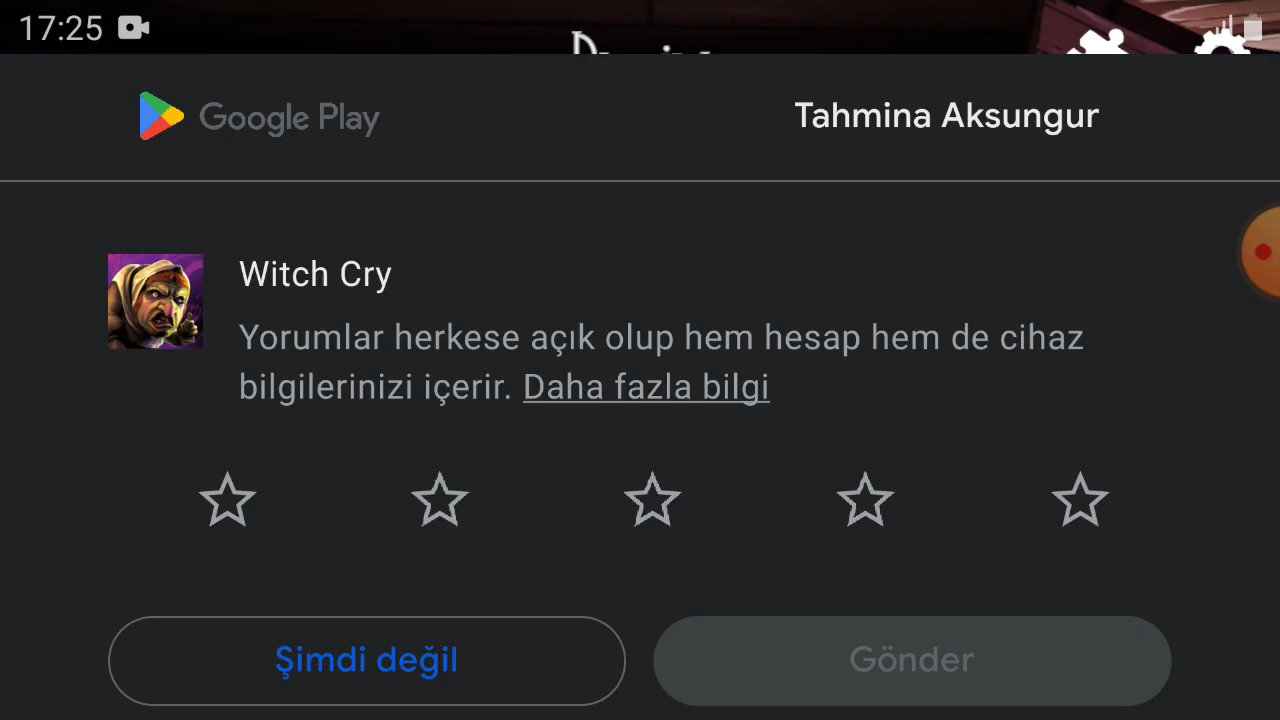 17:25
Google Play
Tahmina Aksungur
Witch Cry
Yorumlar herkese açık olup hem hesap hem de cihaz
bilgilerinizi içerir. Daha fazla bilgi
Şimdi değil
Gönder